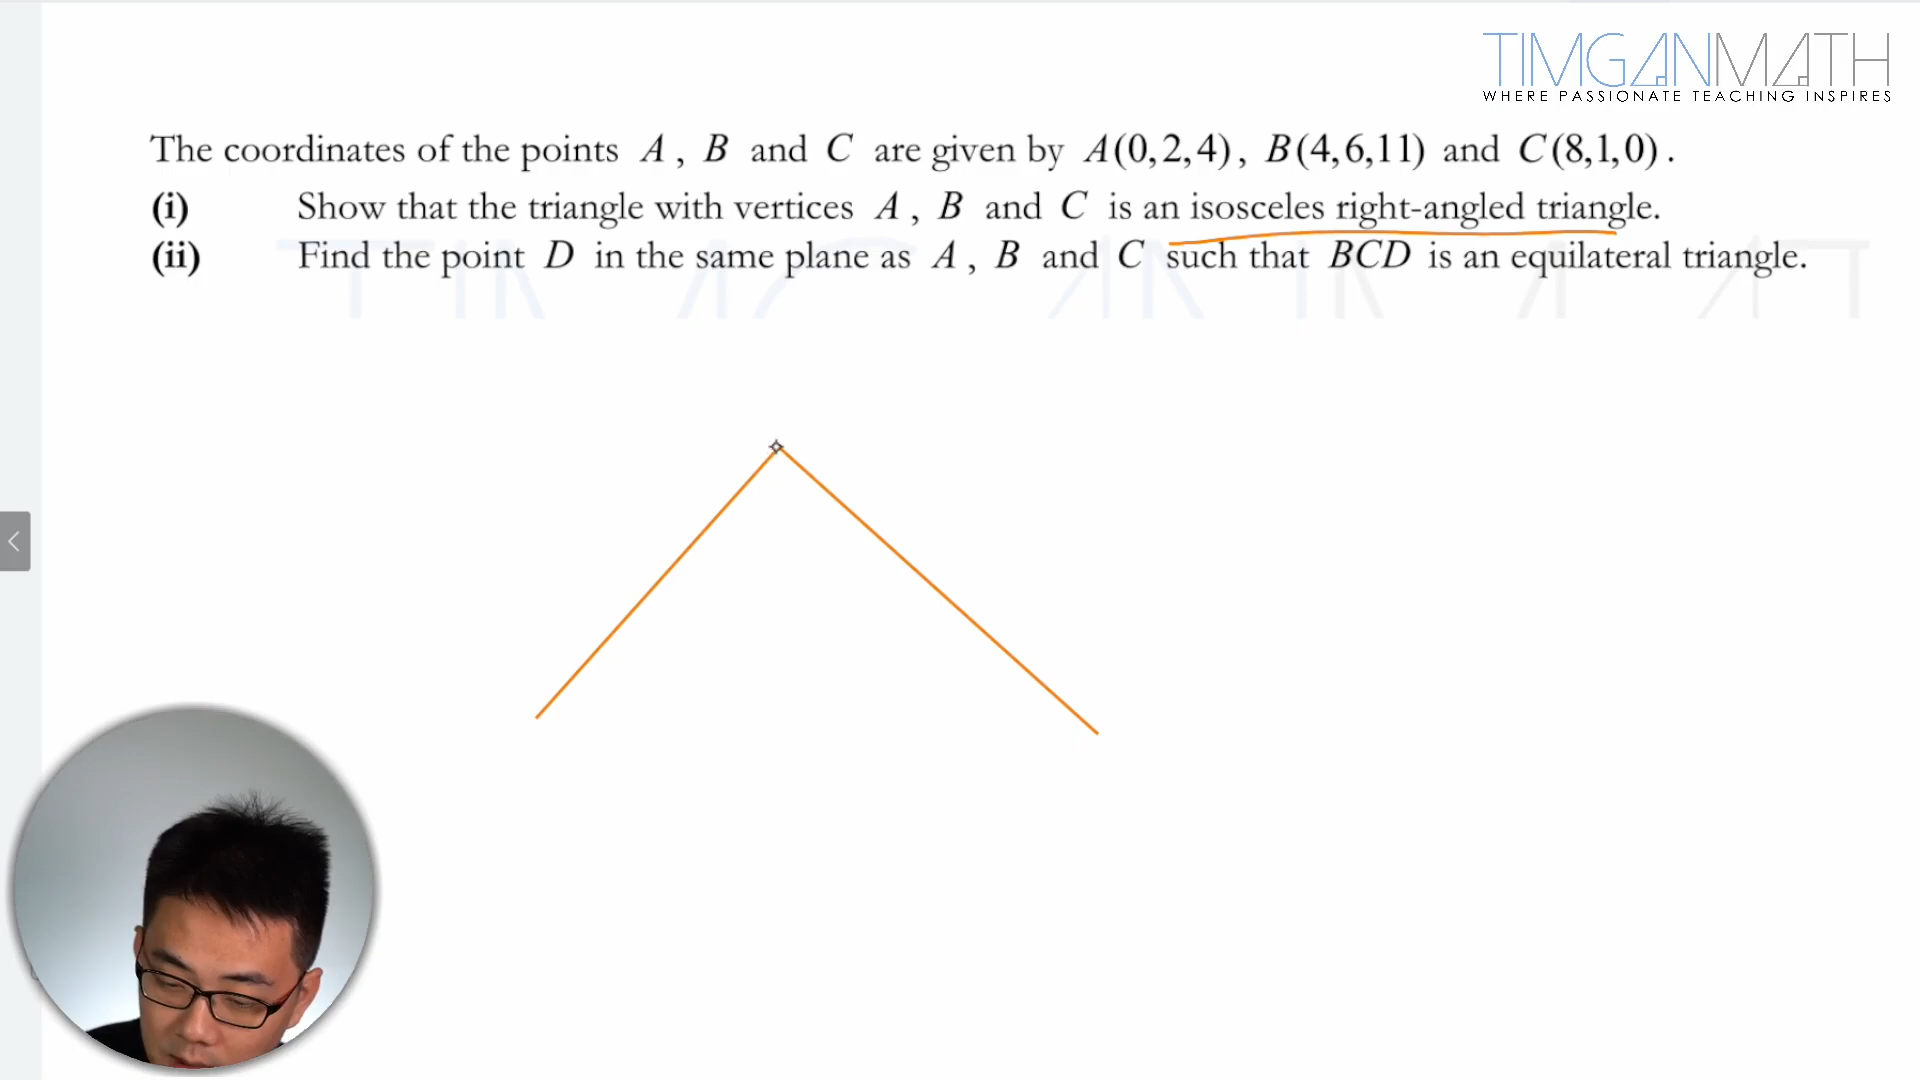 TIMGANMATH
WHERE PASSIONATE TEACHING INSPIRES
The coordinates of the points A, B and C are given by A(0,2,4), B(4,6,11) and C(8,1,0).
(i) Show that the triangle with vertices A, B and C is an isosceles right-angled triangle.
(ii) Find the point D in the same plane as A, B and C such that BCD is an equilateral triangle.